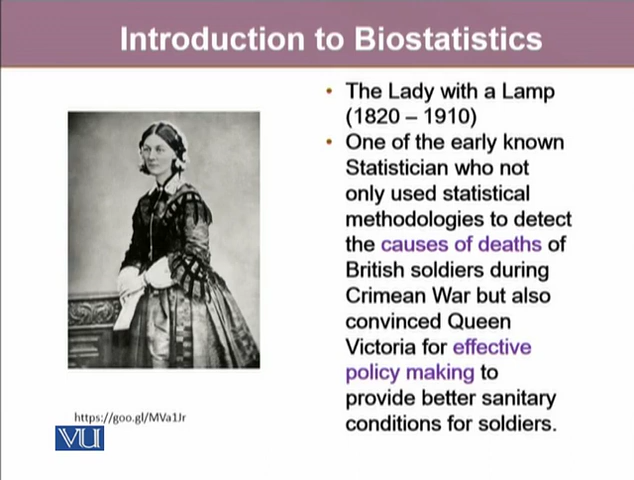 Introduction to Biostatistics
• The Lady with a Lamp
(1820 – 1910)
• One of the early known
Statistician who not
only used statistical
methodologies to detect
the causes of deaths of
British soldiers during
Crimean War but also
convinced Queen
Victoria for effective
policy making to
provide better sanitary
conditions for soldiers.
https://goo.gl/MVa1Jr
VU